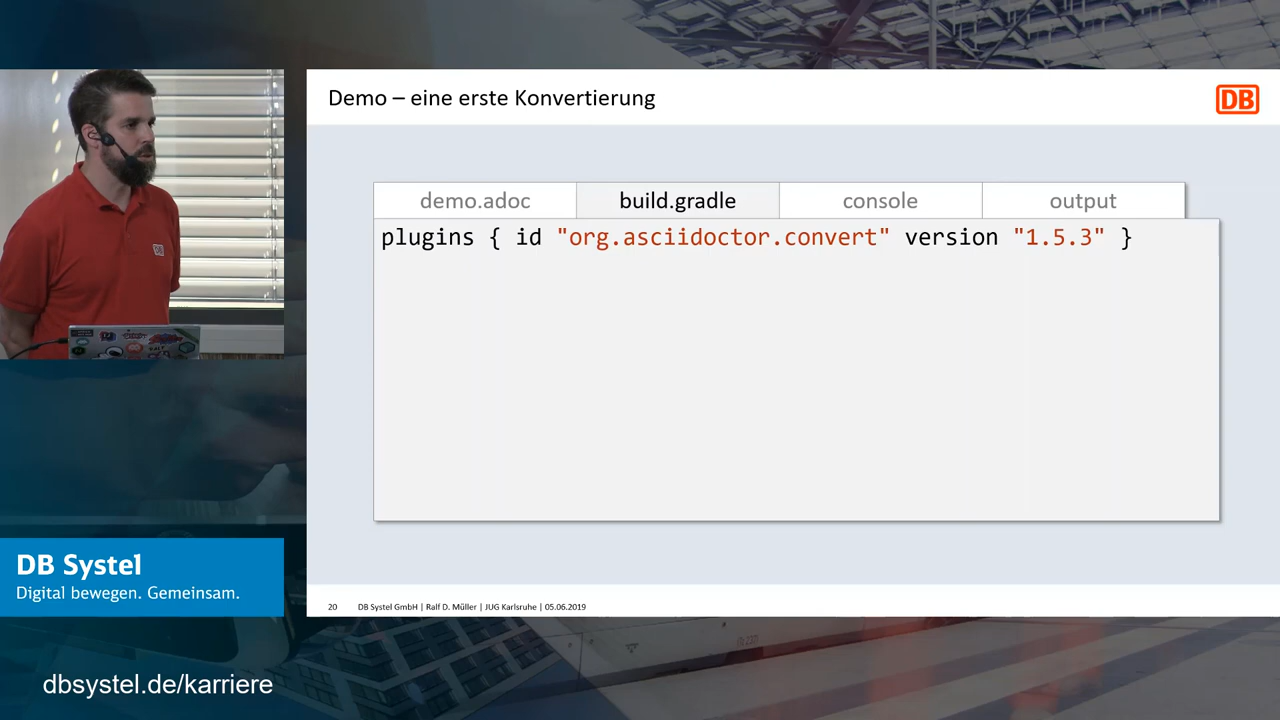 Demo – eine erste Konvertierung
DB
demo.adoc
build.gradle
console
output
plugins { id "org.asciidoctor.convert" version "1.5.3" }
DB Systel
Digital bewegen. Gemeinsam.
20 DB Systel GmbH | Ralf D. Müller | JUG Karlsruhe | 05.06.2019
dbsystel.de/karriere